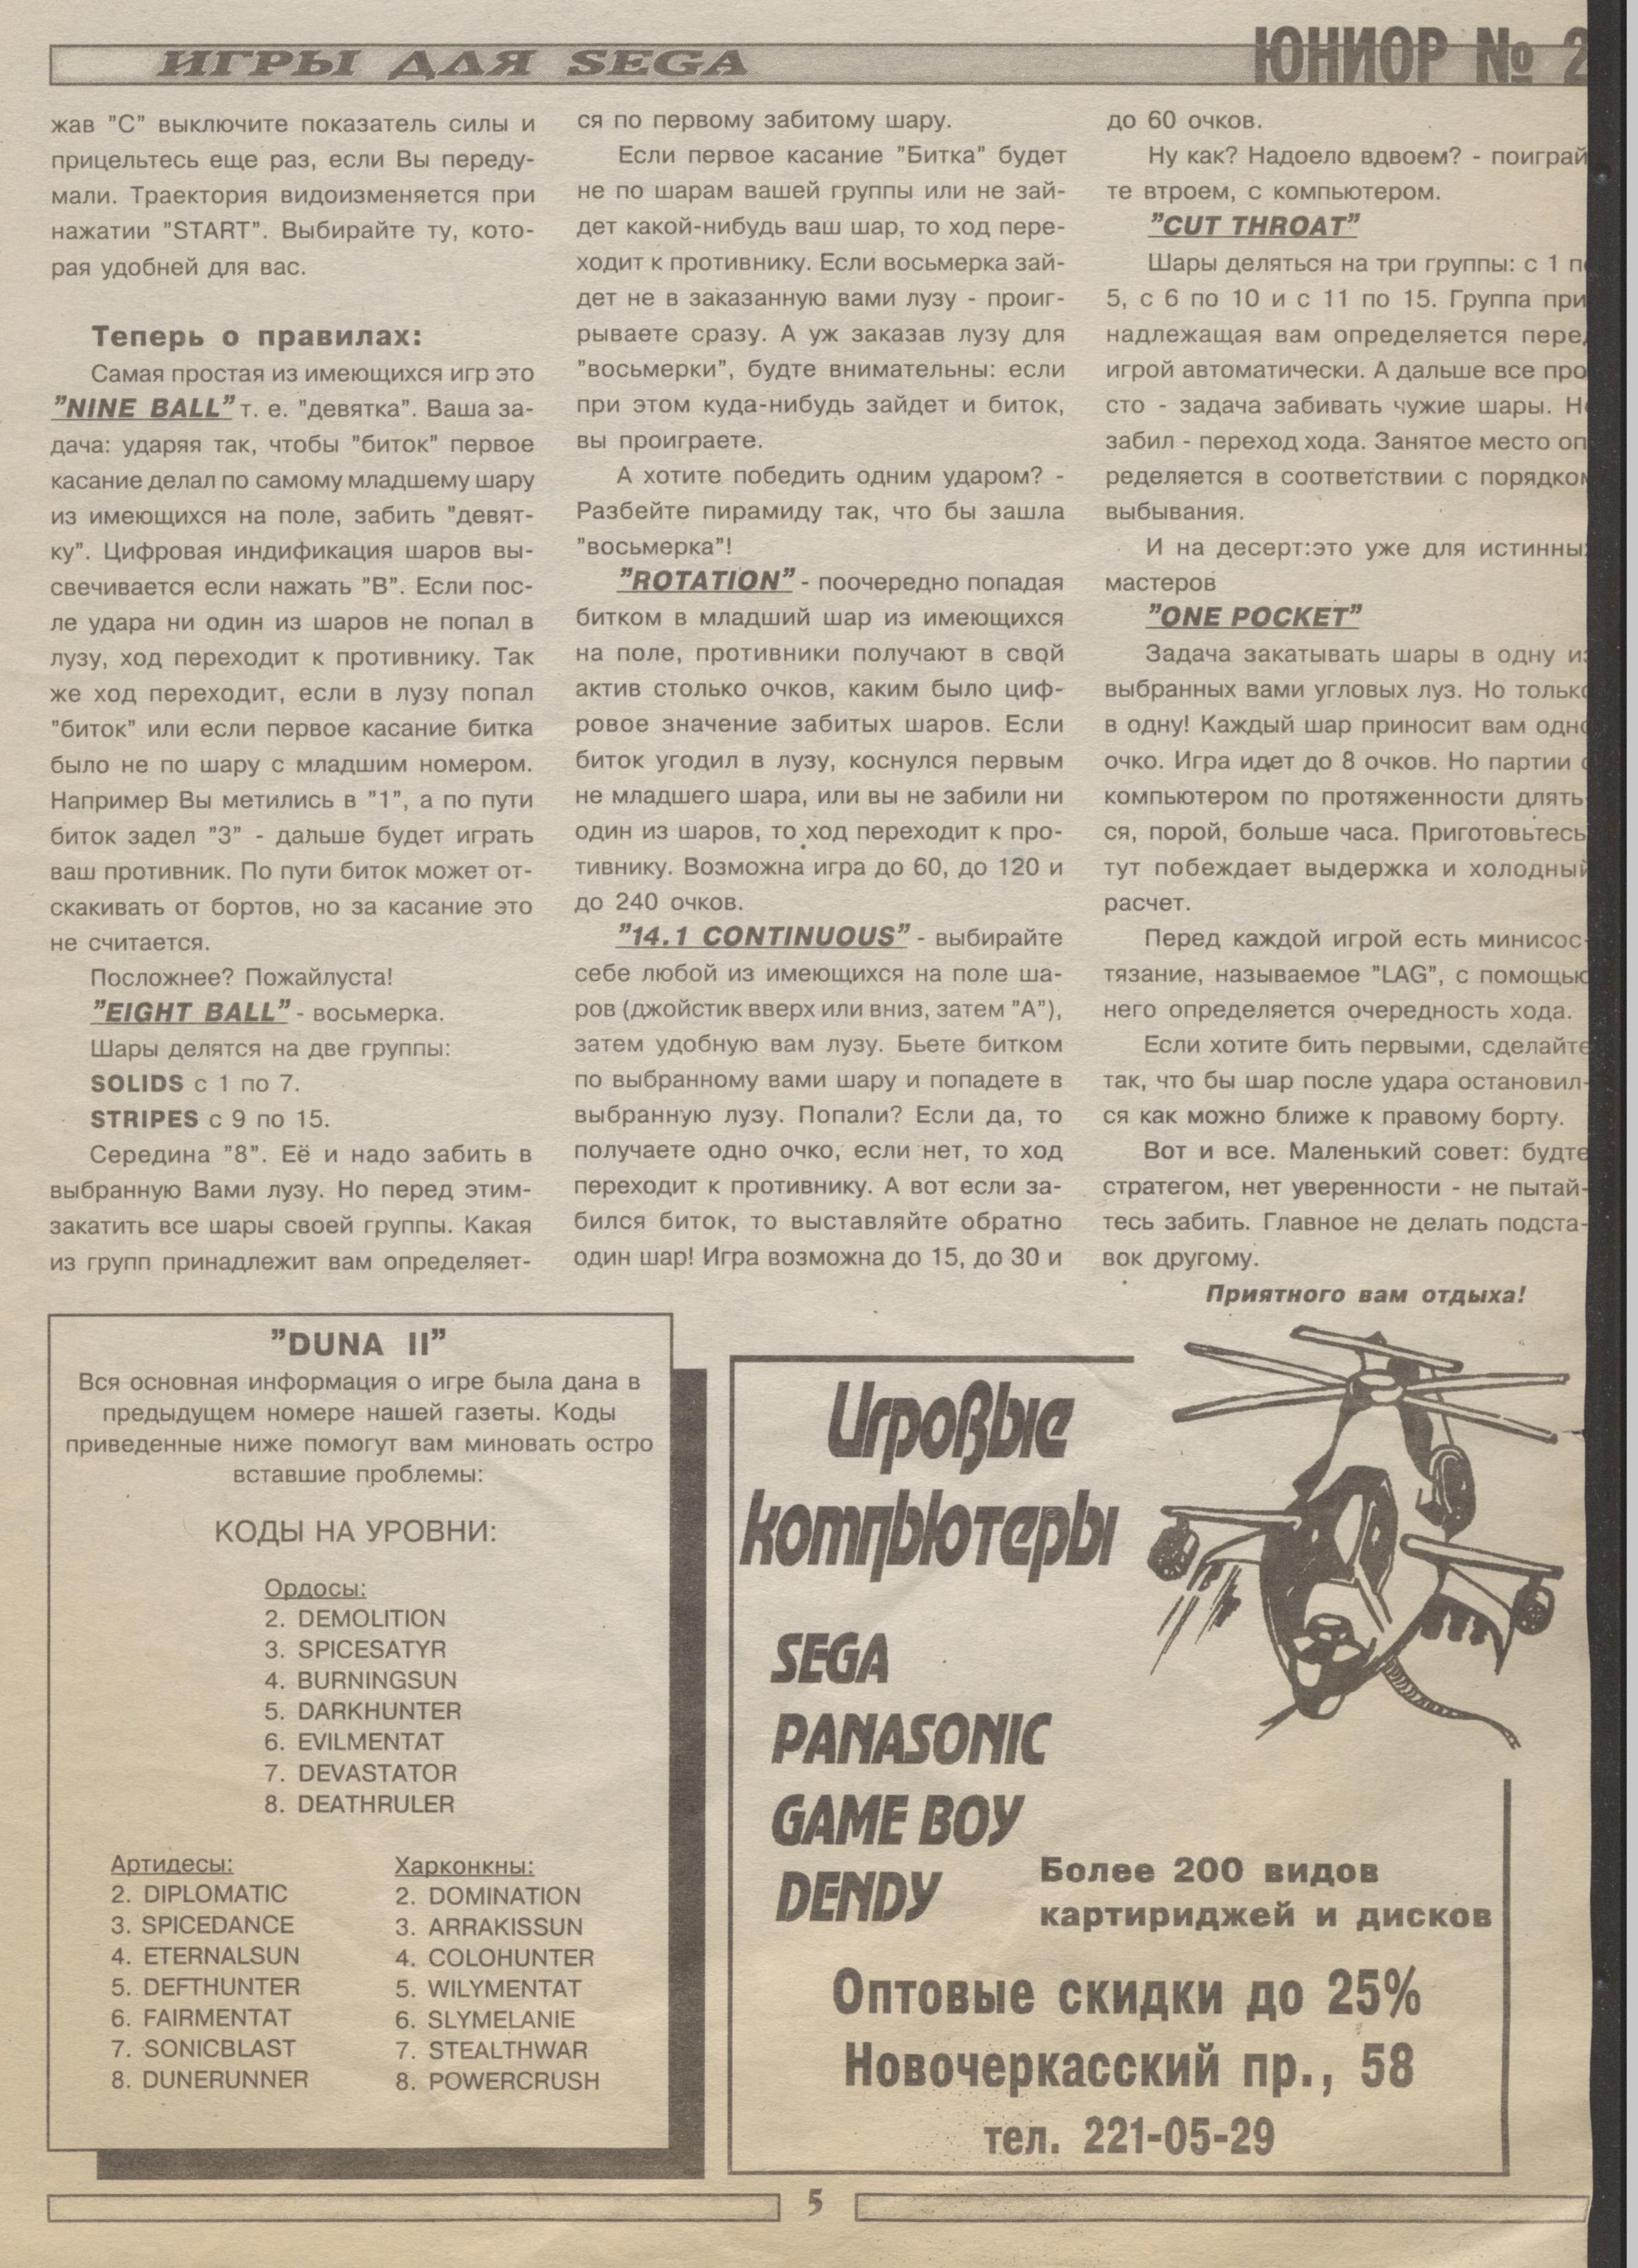 ИГРЫ ДЛЯ SEGA
ЮНИОР № 2
жав "С" выключите показатель силы и
прицельтесь еще раз, если Вы переду-
мали. Траектория видоизменяется при
нажатии "START". Выбирайте ту, кото-
рая удобней для вас.
Теперь о правилах:
Самая простая из имеющихся игр это
"NINE BALL" т. е. "девятка". Ваша за-
дача: ударяя так, чтобы "биток" первое
касание делал по самому младшему шару
из имеющихся на поле, забить "девят-
ку". Цифровая индификация шаров вы-
свечивается если нажать "В". Если пос-
ле удара ни один из шаров не попал в
лузу, ход переходит к противнику. Так
же ход переходит, если в лузу попал
"биток" или если первое касание битка
было не по шару с младшим номером.
Например Вы метились в "1", а по пути
биток задел "3" - дальше будет играть
ваш противник. По пути биток может от-
скакивать от бортов, но за касание это
не считается.
Посложнее? Пожайлуста!
"EIGHT BALL" - восьмерка.
Шары делятся на две группы:
SOLIDS с 1 по 7.
STRIPES с 9 по 15.
Середина "8". Её и надо забить в
выбранную Вами лузу. Но перед этим-
закатить все шары своей группы. Какая
из групп принадлежит вам определяет-
ся по первому забитому шару.
Если первое касание "Битка" будет
не по шарам вашей группы или не зай-
дет какой-нибудь ваш шар, то ход пере-
ходит к противнику. Если восьмерка зай-
дет не в заказанную вами лузу - проиг-
рываете сразу. А уж заказав лузу для
"восьмерки", будте внимательны: если
при этом куда-нибудь зайдет и биток,
вы проиграете.
А хотите победить одним ударом? -
Разбейте пирамиду так, что бы зашла
"восьмерка"!
"ROTATION" - поочередно попадая
битком в младший шар из имеющихся
на поле, противники получают в свой
актив столько очков, каким было циф-
ровое значение забитых шаров. Если
биток угодил в лузу, коснулся первым
не младшего шара, или вы не забили ни
один из шаров, то ход переходит к про-
тивнику. Возможна игра до 60, до 120 и
до 240 очков.
"14.1 CONTINUOUS" - выбирайте
себе любой из имеющихся на поле ша-
ров (джойстик вверх или вниз, затем "А"),
затем удобную вам лузу. Бьете битком
по выбранному вами шару и попадете в
выбранную лузу. Попали? Если да, то
получаете одно очко, если нет, то ход
переходит к противнику. А вот если за-
бился биток, то выставляйте обратно
один шар! Игра возможна до 15, до 30 и
до 60 очков.
Ну как? Надоело вдвоем? - поиграй
те втроем, с компьютером.
"CUT THROAT"
Шары деляться на три группы: с 1 п
5, с 6 по 10 и с 11 по 15. Группа при
надлежащая вам определяется пере
игрой автоматически. А дальше все про
сто - задача забивать чужие шары. Н
забил - переход хода. Занятое место оп
ределяется в соответствии с порядком
выбывания.
И на десерт:это уже для истинны
мастеров
"ONE POCKET"
Задача закатывать шары в одну из
выбранных вами угловых луз. Но только
в одну! Каждый шар приносит вам одно
очко. Игра идет до 8 очков. Но партии с
компьютером по протяженности длять-
ся, порой, больше часа. Приготовьтесь
тут побеждает выдержка и холодный
расчет.
Перед каждой игрой есть минисос-
тязание, называемое "LAG", с помощью
него определяется очередность хода.
Если хотите бить первыми, сделайте
так, что бы шар после удара остановил-
ся как можно ближе к правому борту.
Вот и все. Маленький совет: будте
стратегом, нет уверенности - не пытай-
тесь забить. Главное не делать подста-
вок другому.
Приятного вам отдыха!
"DUNA II"
Вся основная информация о игре была дана в
предыдущем номере нашей газеты. Коды
приведенные ниже помогут вам миновать остро
вставшие проблемы:
КОДЫ НА УРОВНИ:
Ордосы:
2. DEMOLITION
3. SPICESATYR
4. BURNINGSUN
5. DARKHUNTER
6. EVILMENTAT
7. DEVASTATOR
8. DEATHRULER
Артидесы:
2. DIPLOMATIC
3. SPICEDANCE
4. ETERNALSUN
5. DEFTHUNTER
6. FAIRMENTAT
7. SONICBLAST
8. DUNERUNNER
Харконкны:
2. DOMINATION
3. ARRAKISSUN
4. COLOHUNTER
5. WILYMENTAT
6. SLYMELANIE
7. STEALTHWAR
8. POWERCRUSH
Игровые
компьютеры
SEGA
PANASONIC
GAME BOY
DENDY
Более 200 видов
картириджей и дисков
Оптовые скидки до 25%
Новочеркасский пр., 58
тел. 221-05-29
5